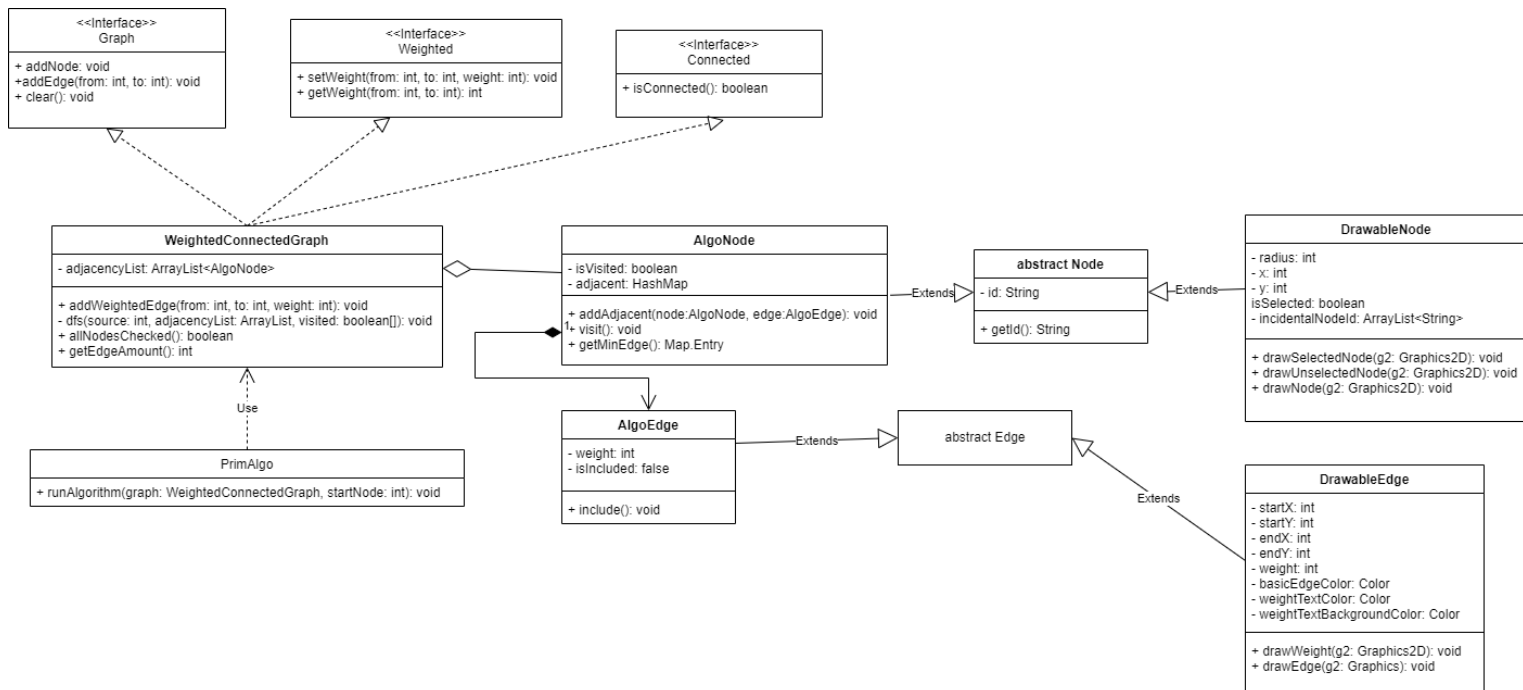 <<Interface>>
Graph
+ addNode: void
+addEdge(from: int, to: int): void
+ clear(): void
<<Interface>>
Weighted
+ setWeight(from: int, to: int, weight: int): void
+ getWeight(from: int, to: int): int
<<Interface>>
Connected
+ isConnected(): boolean
WeightedConnectedGraph
- adjacencyList: ArrayList<AlgoNode>
+ addWeightedEdge(from: int, to: int, weight: int): void
- dfs(source: int, adjacencyList: ArrayList, visited: boolean[]): void
+ allNodesChecked(): boolean
+ getEdgeAmount(): int
AlgoNode
- isVisited: boolean
- adjacent: HashMap
+ addAdjacent(node:AlgoNode, edge:AlgoEdge): void
+ visit(): void
+ getMinEdge(): Map.Entry
1
Extends
abstract Node
- id: String
+ getId(): String
Extends
DrawableNode
- radius: int
- x: int
- y: int
isSelected: boolean
- incidentalNodeId: ArrayList<String>
+ drawSelectedNode(g2: Graphics2D): void
+ drawUnselectedNode(g2: Graphics2D): void
+ drawNode(g2: Graphics2D): void
Use
PrimAlgo
+ runAlgorithm(graph: WeightedConnectedGraph, startNode: int): void
AlgoEdge
- weight: int
- isIncluded: false
+ include(): void
Extends
abstract Edge
Extends
DrawableEdge
- startX: int
- startY: int
- endX: int
- endY: int
- weight: int
- basicEdgeColor: Color
- weightTextColor: Color
- weightTextBackgroundColor: Color
+ drawWeight(g2: Graphics2D): void
+ drawEdge(g2: Graphics): void